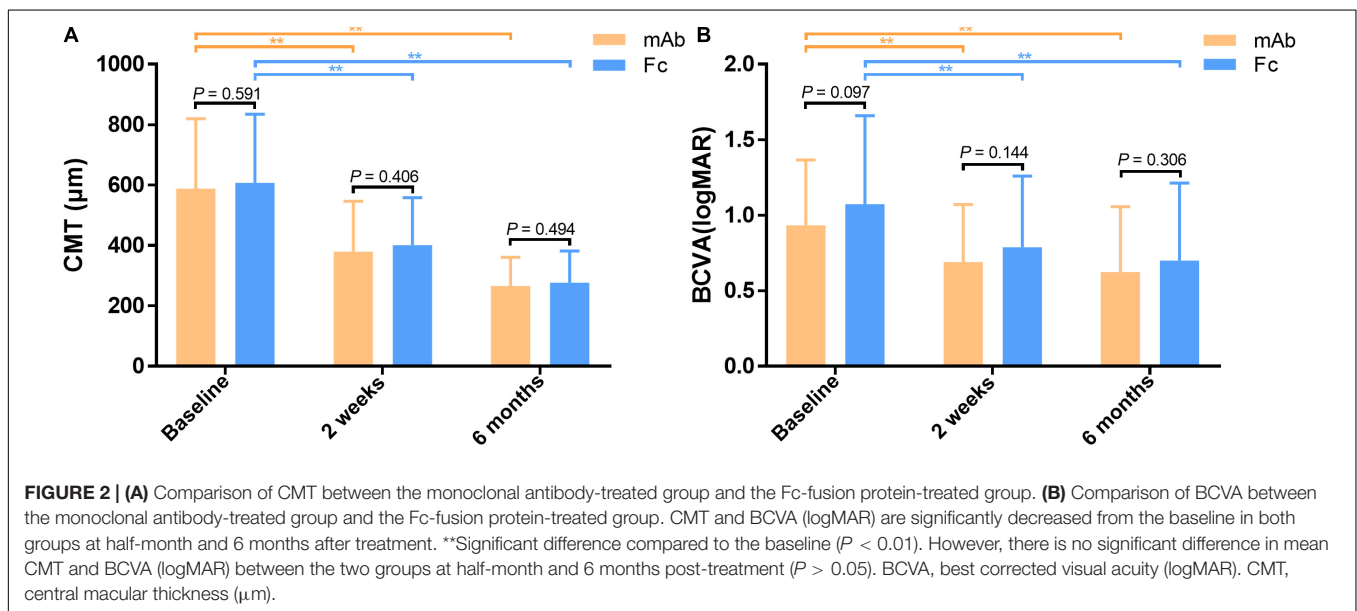 A
**
**
**
**
mAb
Fc
1000
800
600
400
200
0
CMT (μm)
P = 0.591
P = 0.406
P = 0.494
Baseline
2 weeks
6 months
B
**
**
**
**
mAb
Fc
2.0
1.5
1.0
0.5
0.0
BCVA(logMAR)
P = 0.097
P = 0.144
P = 0.306
Baseline
2 weeks
6 months
FIGURE 2 | (A) Comparison of CMT between the monoclonal antibody-treated group and the Fc-fusion protein-treated group. (B) Comparison of BCVA between
the monoclonal antibody-treated group and the Fc-fusion protein-treated group. CMT and BCVA (logMAR) are significantly decreased from the baseline in both
groups at half-month and 6 months after treatment. **Significant difference compared to the baseline (P < 0.01). However, there is no significant difference in mean
CMT and BCVA (logMAR) between the two groups at half-month and 6 months post-treatment (P > 0.05). BCVA, best corrected visual acuity (logMAR). CMT,
central macular thickness (μm).